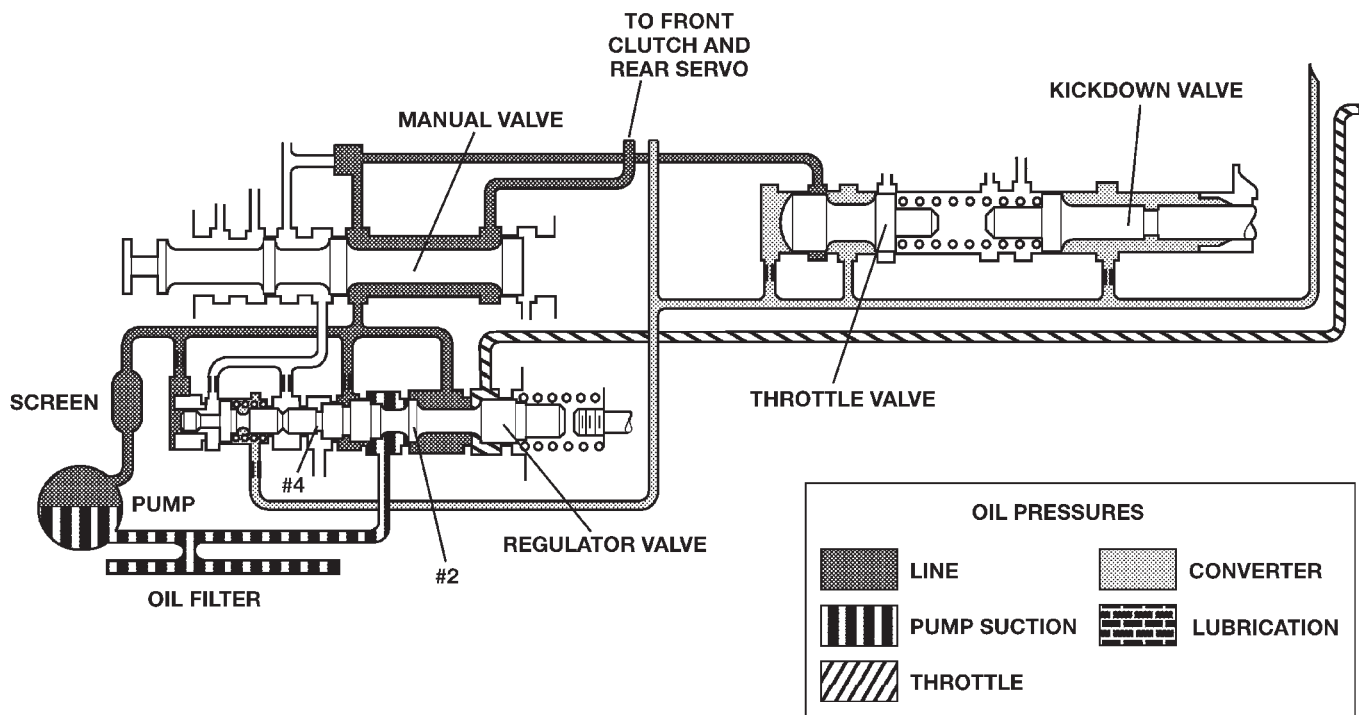 TO FRONT
CLUTCH AND
REAR SERVO
KICKDOWN VALVE
MANUAL VALVE
THROTTLE VALVE
SCREEN
#4
PUMP
REGULATOR VALVE
#2
OIL FILTER
OIL PRESSURES
LINE
CONVERTER
PUMP SUCTION
LUBRICATION
THROTTLE